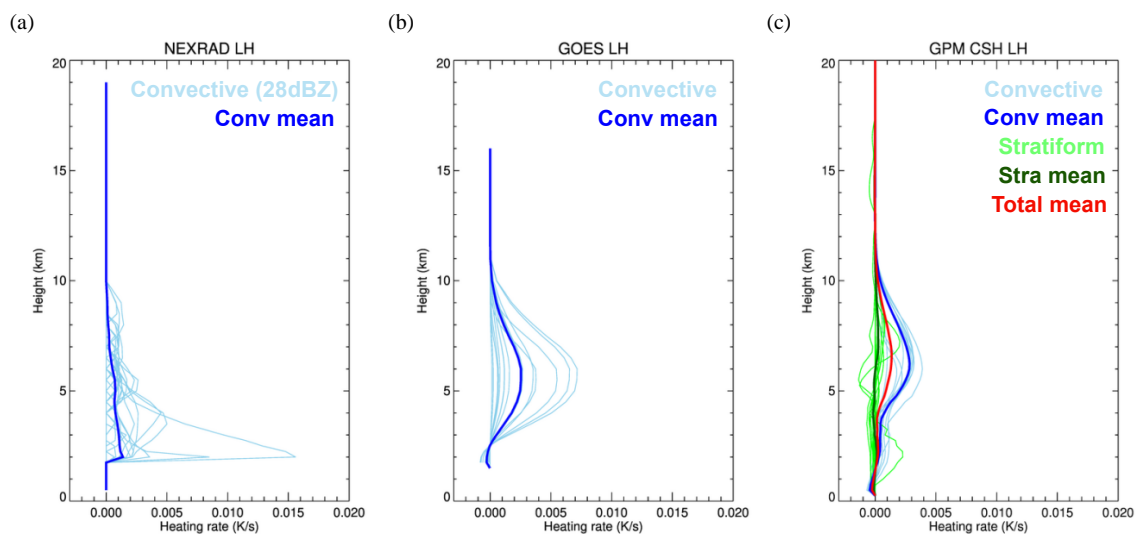 (a)
NEXRAD LH
20
15
10
5
0
Height (km)
Convective (28dBZ)
Conv mean
0.000 0.005 0.010 0.015 0.020
Heating rate (K/s)
(b)
GOES LH
20
15
10
5
0
Height (km)
Convective
Conv mean
0.000 0.005 0.010 0.015 0.020
Heating rate (K/s)
(c)
GPM CSH LH
20
15
10
5
0
Height (km)
Convective
Conv mean
Stratiform
Stra mean
Total mean
0.000 0.005 0.010 0.015 0.020
Heating rate (K/s)